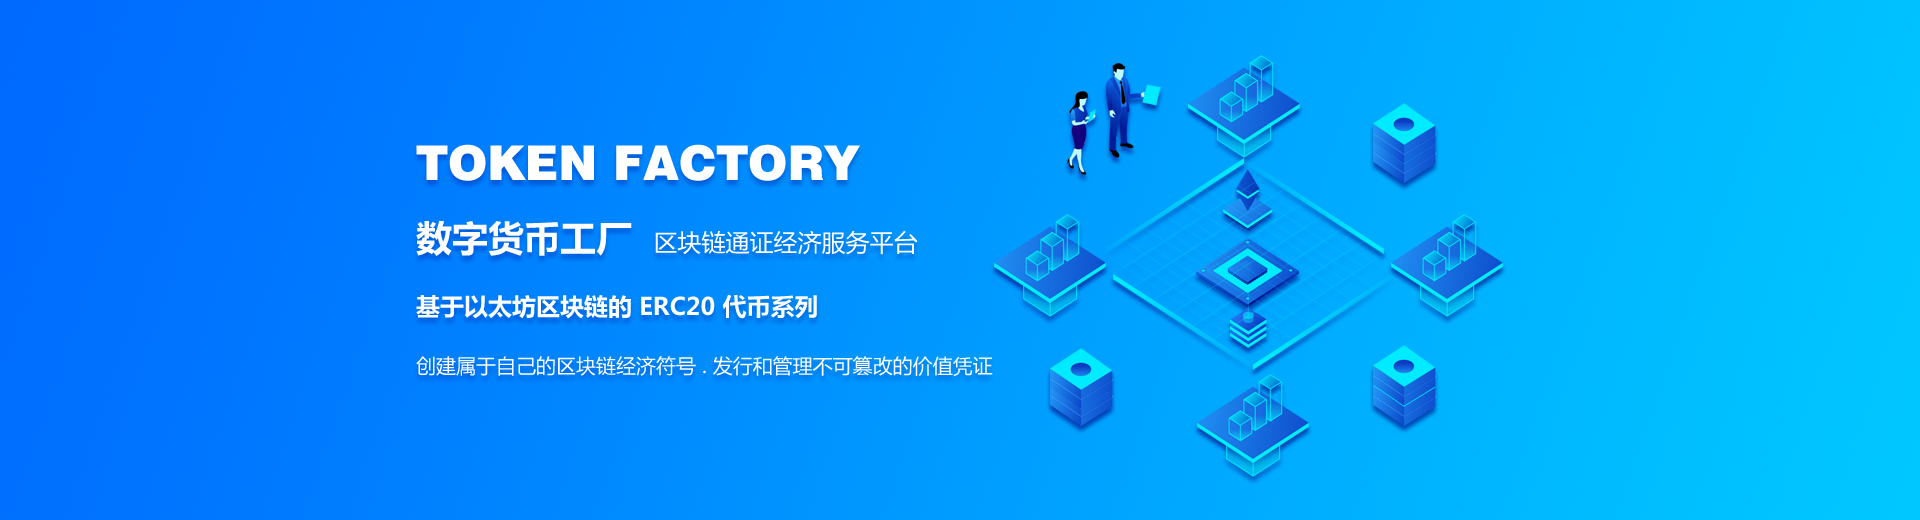 TOKEN FACTORY
数字货币工厂 区块链通证经济服务平台
基于以太坊区块链的 ERC20 代币系列
创建属于自己的区块链经济符号 . 发行和管理不可篡改的价值凭证